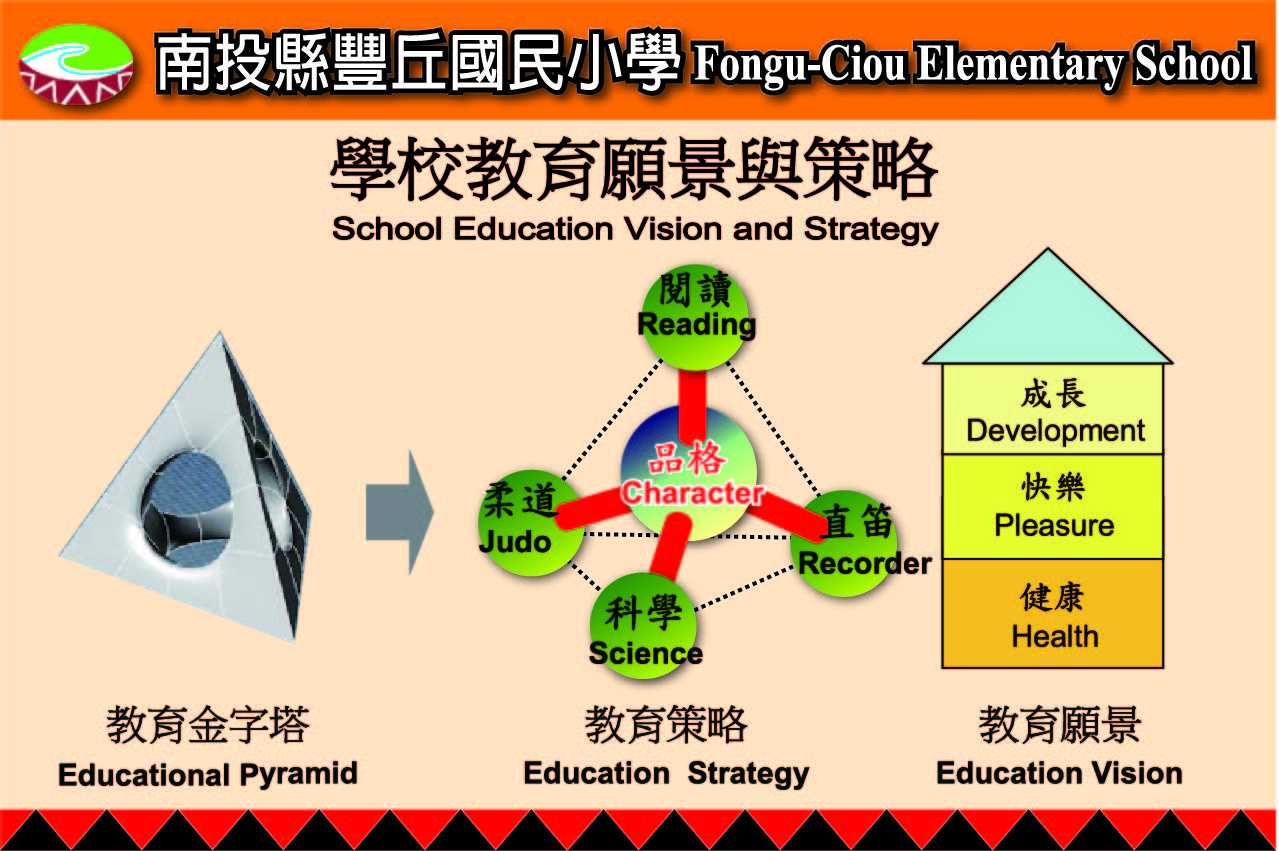 南投縣豐丘國民小學 Fongu-Ciou Elementary School
學校教育願景與策略
School Education Vision and Strategy
閱讀
Reading
品格
Character
柔道
Judo
直笛
Recorder
科學
Science
成長
Development
快樂
Pleasure
健康
Health
教育金字塔
Educational Pyramid
教育策略
Education Strategy
教育願景
Education Vision